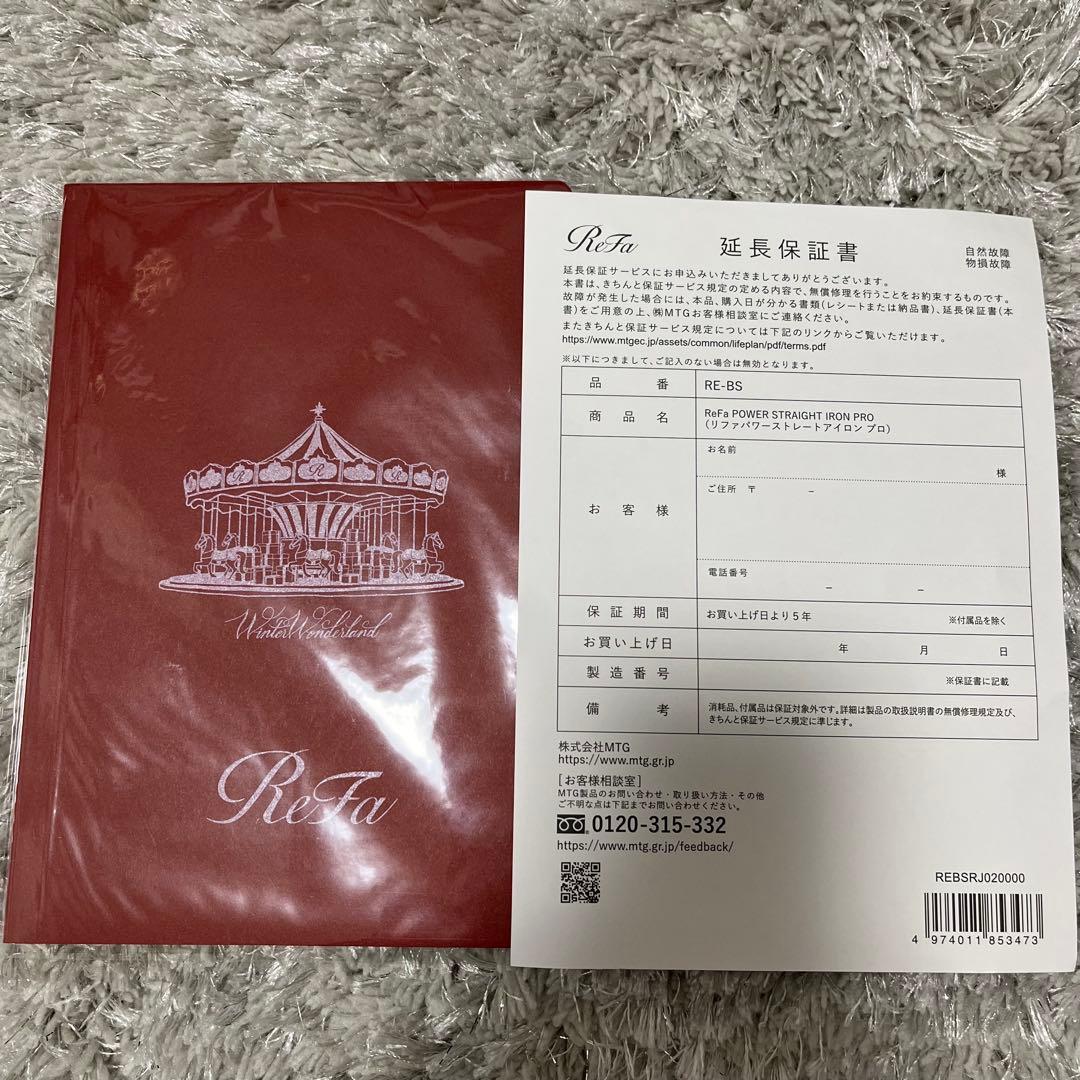 R
R
R
Winter Wonderland
ReFa
ReFa
延長保証書
自然故障
物損故障
延長保証サービスにお申込みいただきましてありがとうございます。
本書は、きちんと保証サービス規定の定める内容で、無償修理を行うことをお約束するものです。
故障が発生した場合には、本品、購入日が分かる書類(レシートまたは納品書)、延長保証書(本
書)をご用意の上、㈱MTGお客様相談室にご連絡ください。
またきちんと保証サービス規定については下記のリンクからご覧いただけます。
https://www.mtgec.jp/assets/common/lifeplan/pdf/terms.pdf
※以下につきまして、ご記入のない場合は無効となります。
品番 RE-BS
商品名 ReFa POWER STRAIGHT IRON PRO
(リファパワーストレートアイロン プロ)
お客様
お名前
様
ご住所 〒 –
電話番号
– –
保証期間 お買い上げ日より5年 ※付属品を除く
お買い上げ日 年 月 日
製造番号 ※保証書に記載
備考 消耗品、付属品は保証対象外です。詳細は製品の取扱説明書の無償修理規定及び、
きちんと保証サービス規定に準じます。
株式会社MTG
https://www.mtg.gr.jp
[お客様相談室]
MTG製品のお問い合わせ・取り扱い方法・その他
ご不明な点は下記までお問い合わせください。
0120-315-332
https://www.mtg.gr.jp/feedback/
REBSRJ020000
4 974011 853473